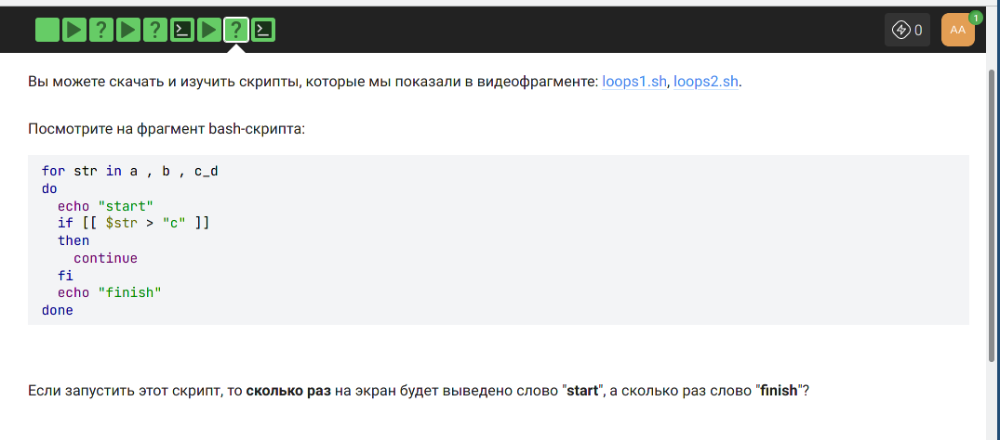 0 AA 1
Вы можете скачать и изучить скрипты, которые мы показали в видеофрагменте: loops1.sh, loops2.sh.
Посмотрите на фрагмент bash-скрипта:
for str in a , b , c_d
do
  echo "start"
  if [[ $str > "c" ]]
  then
    continue
  fi
  echo "finish"
done
Если запустить этот скрипт, то сколько раз на экран будет выведено слово "start", а сколько раз слово "finish"?